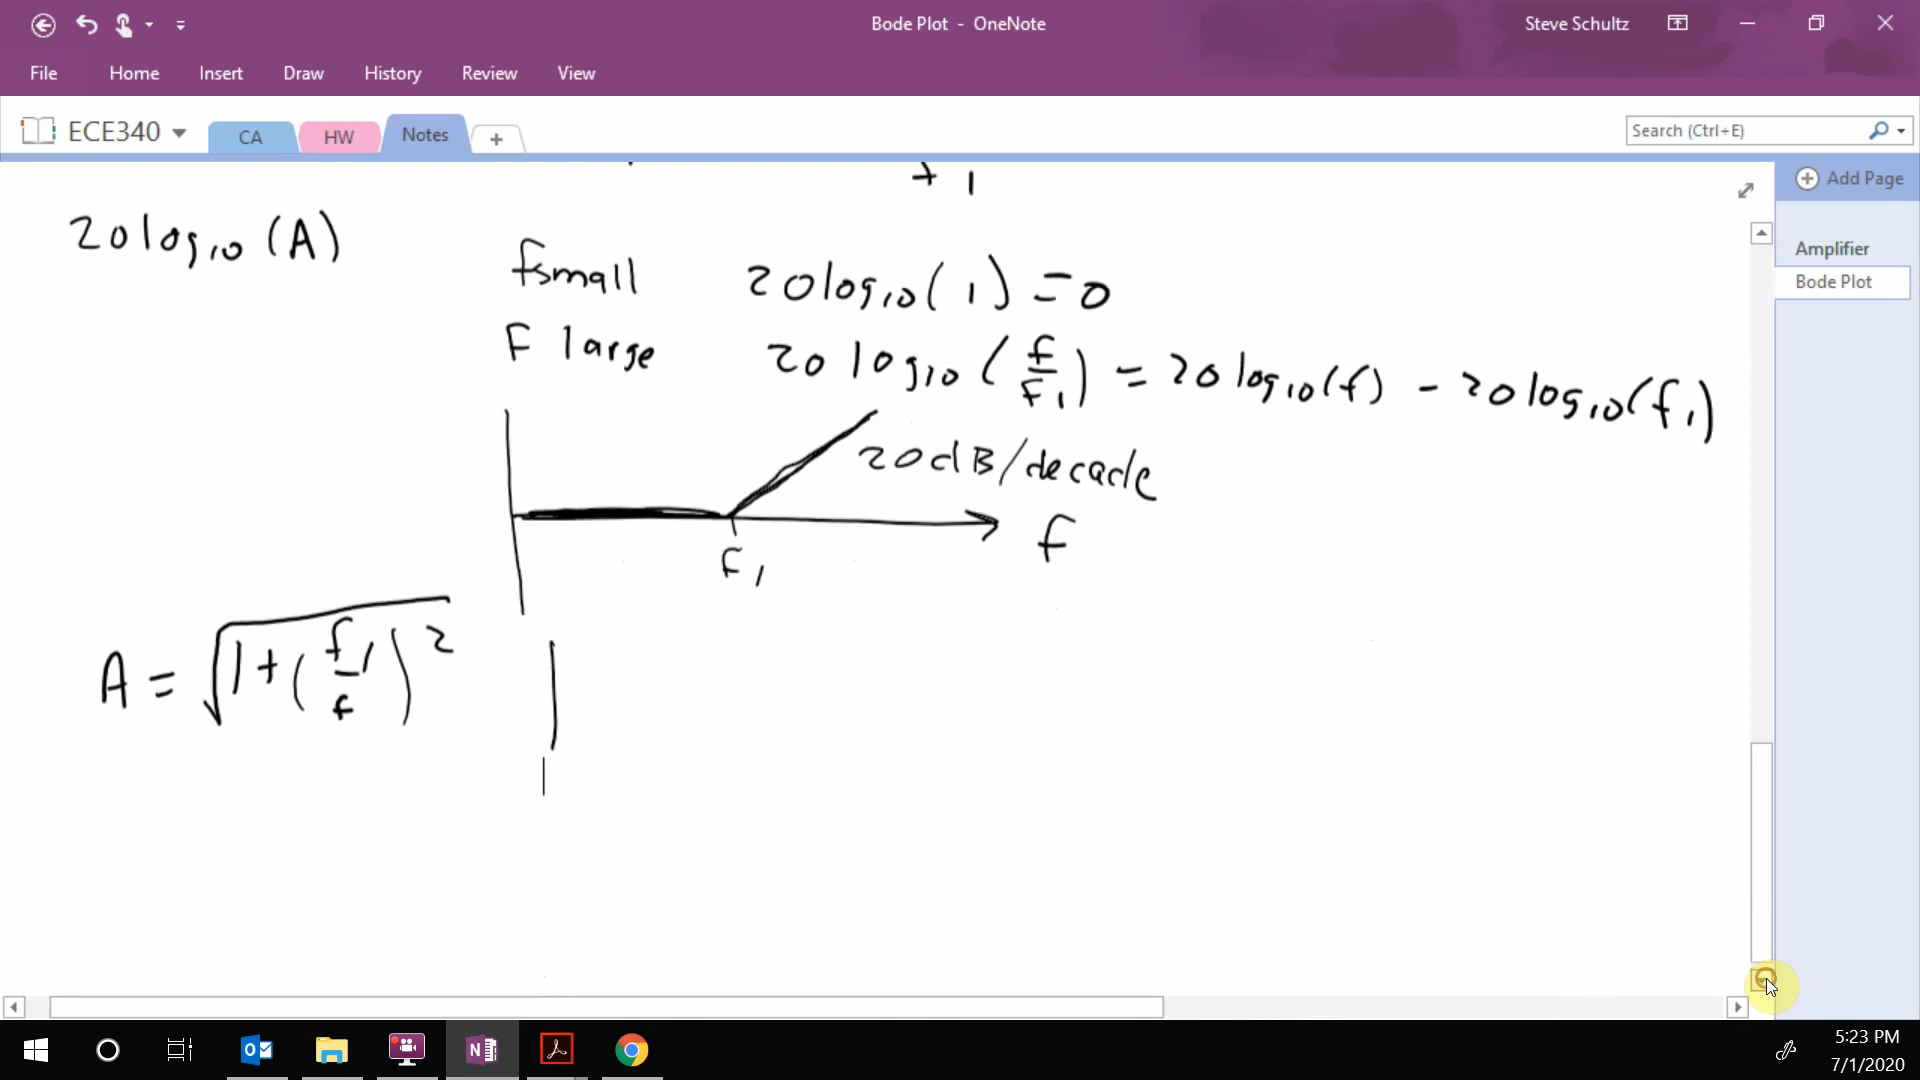 Bode Plot - OneNote
Steve Schultz
File Home Insert Draw History Review View
ECE340 CA HW Notes +
Search (Ctrl+E)
Add Page
Amplifier
Bode Plot
f 1
20log10 (A)
fsmall 20log10( 1 ) = 0
F large 20 log10 ( f/F1 ) = 20 log10(f) - 20log10(f1)
20dB/decade
f
F1
A = √1+(f1/f)2
5:23 PM
7/1/2020